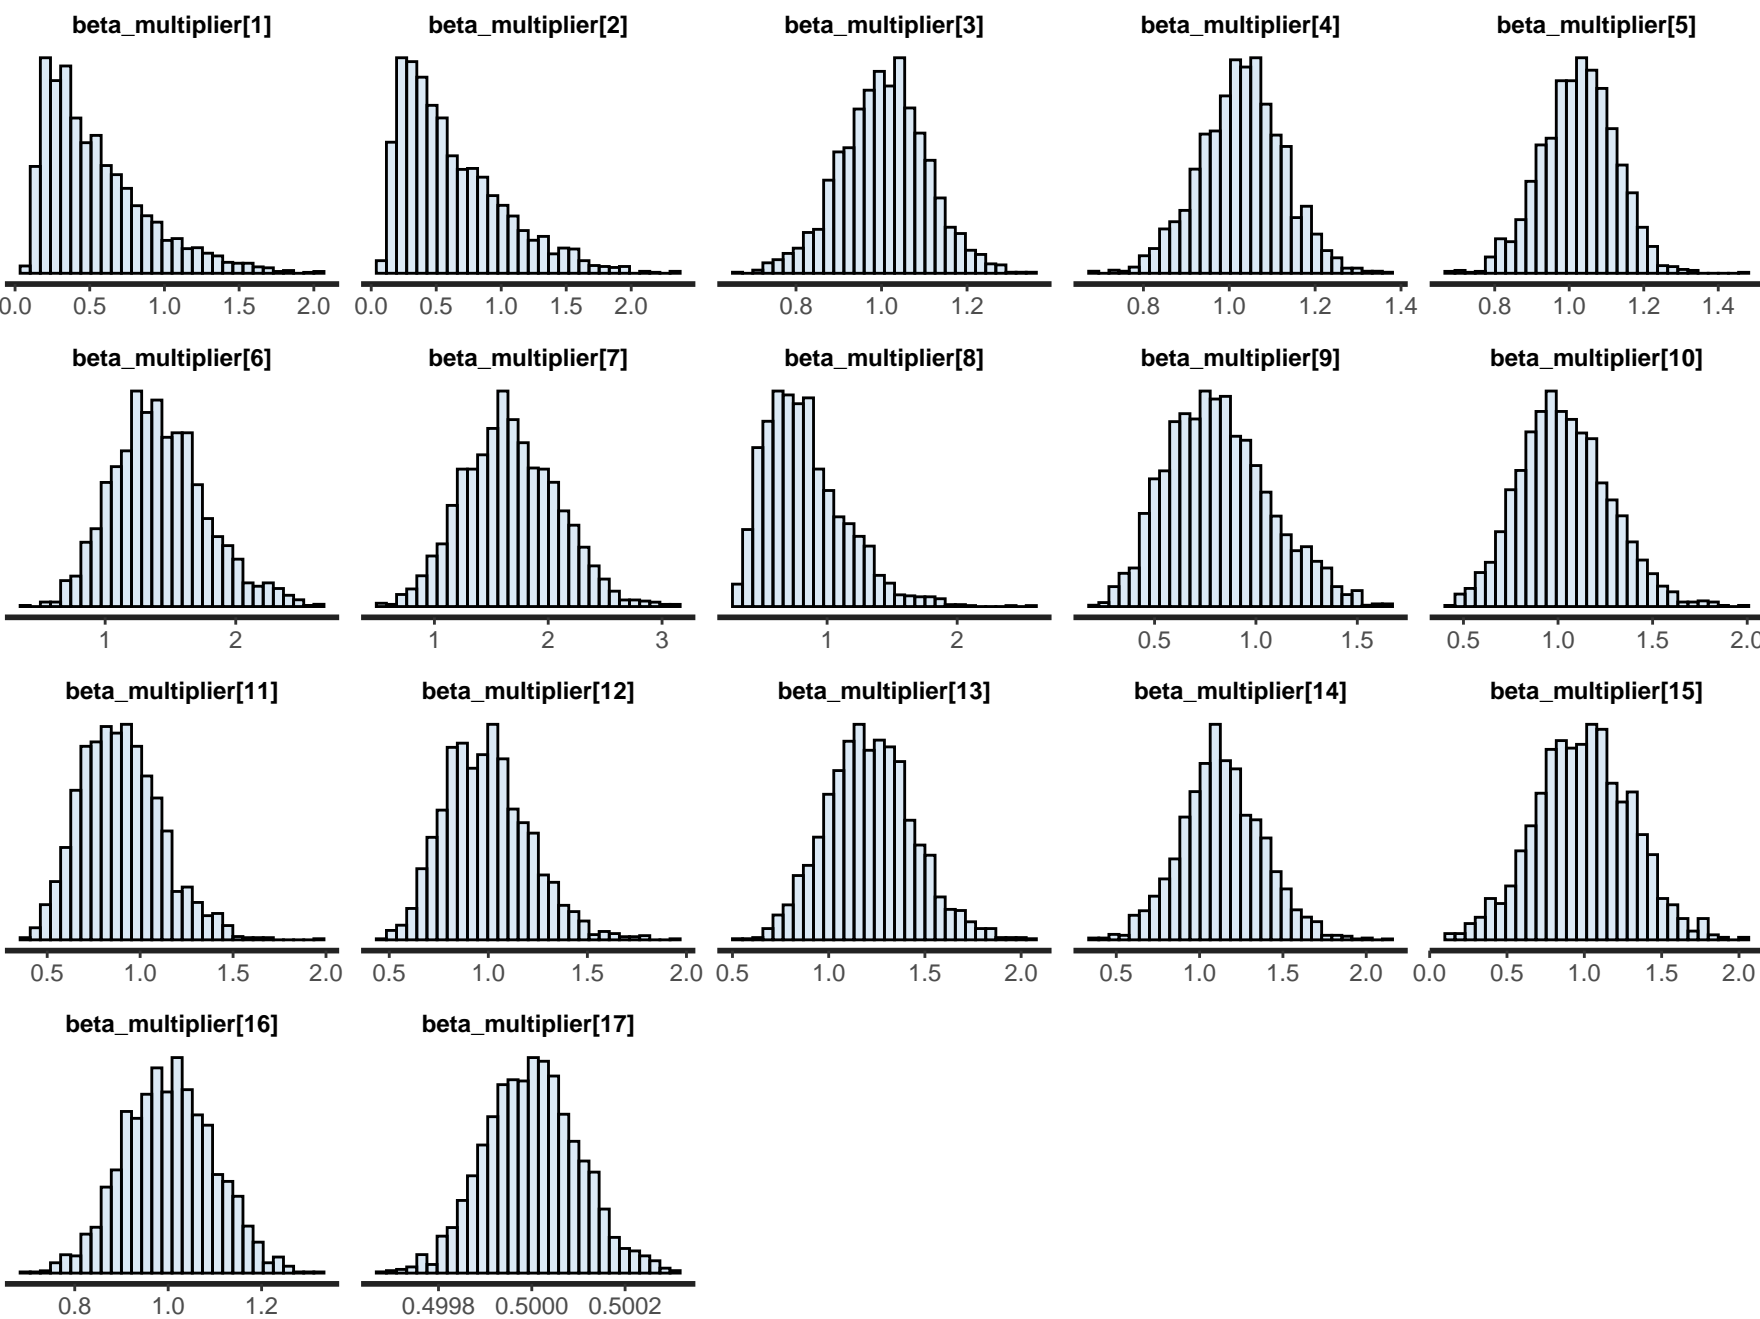 beta_multiplier[1] beta_multiplier[2] beta_multiplier[3] beta_multiplier[4] beta_multiplier[5]
0.0 0.5 1.0 1.5 2.0 0.0 0.5 1.0 1.5 2.0 0.8 1.0 1.2 0.8 1.0 1.2 1.4 0.8 1.0 1.2 1.4
beta_multiplier[6] beta_multiplier[7] beta_multiplier[8] beta_multiplier[9] beta_multiplier[10]
1 2 1 2 3 1 2 0.5 1.0 1.5 0.5 1.0 1.5 2.0
beta_multiplier[11] beta_multiplier[12] beta_multiplier[13] beta_multiplier[14] beta_multiplier[15]
0.5 1.0 1.5 2.0 0.5 1.0 1.5 2.0 0.5 1.0 1.5 2.0 0.5 1.0 1.5 2.0 0.0 0.5 1.0 1.5 2.0
beta_multiplier[16] beta_multiplier[17]
0.8 1.0 1.2 0.4998 0.5000 0.5002